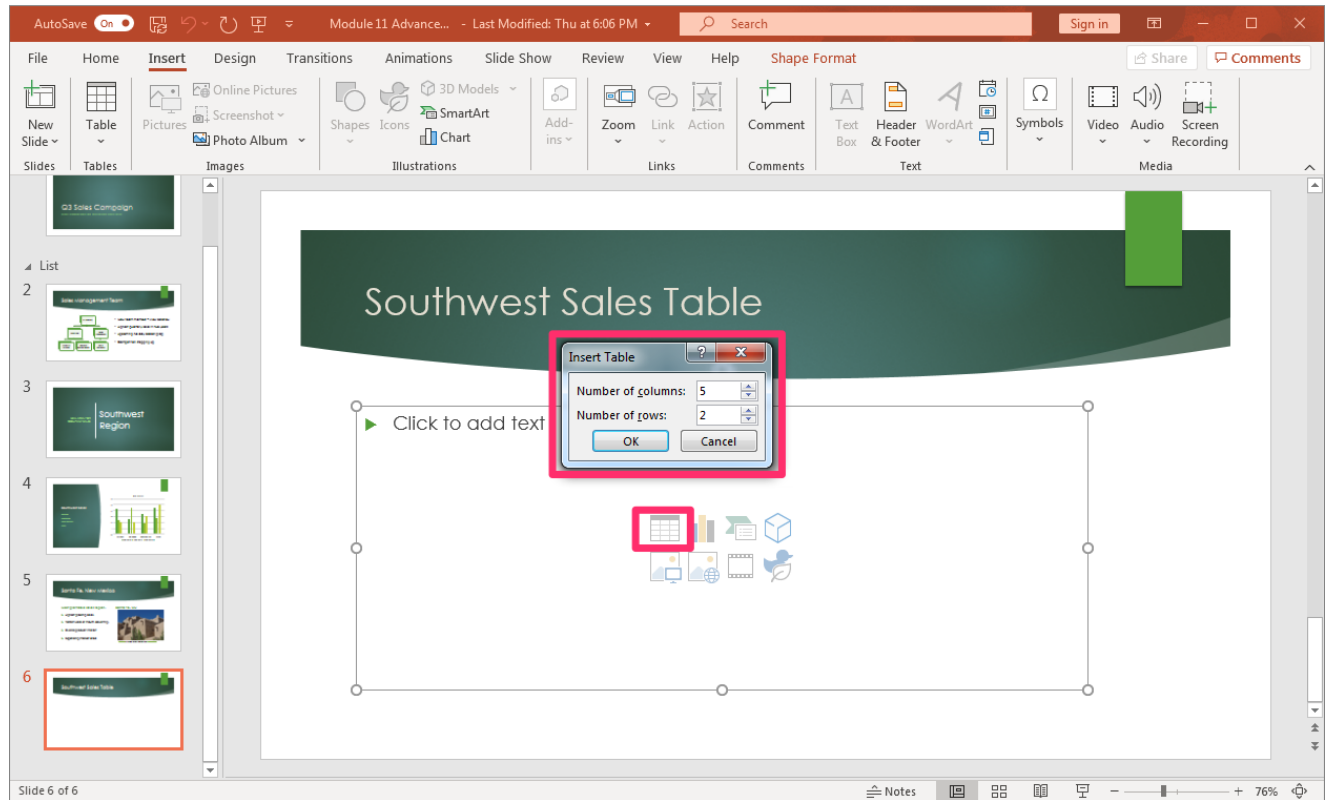 AutoSave On Module 11 Advance... - Last Modified: Thu at 6:06 PM Search Sign in
File Home Insert Design Transitions Animations Slide Show Review View Help Shape Format Share Comments
New Slide
Table
Pictures
Online Pictures
Screenshot
Photo Album
Shapes
Icons
3D Models
SmartArt
Chart
Add-ins
Zoom
Link
Action
Comment
Text Box
Header & Footer
WordArt
Symbols
Video
Audio
Screen Recording
Slides Tables Images Illustrations Links Comments Text Media
Q3 Sales Campaign
List
2
Sales Management Team
3
Southwest
Region
4
5
Santa Fe, New Mexico
6
Southwest Sales Table
Southwest Sales Table
Insert Table ?
Number of columns: 5
Number of rows: 2
OK Cancel
Click to add text
Slide 6 of 6 Notes 76%